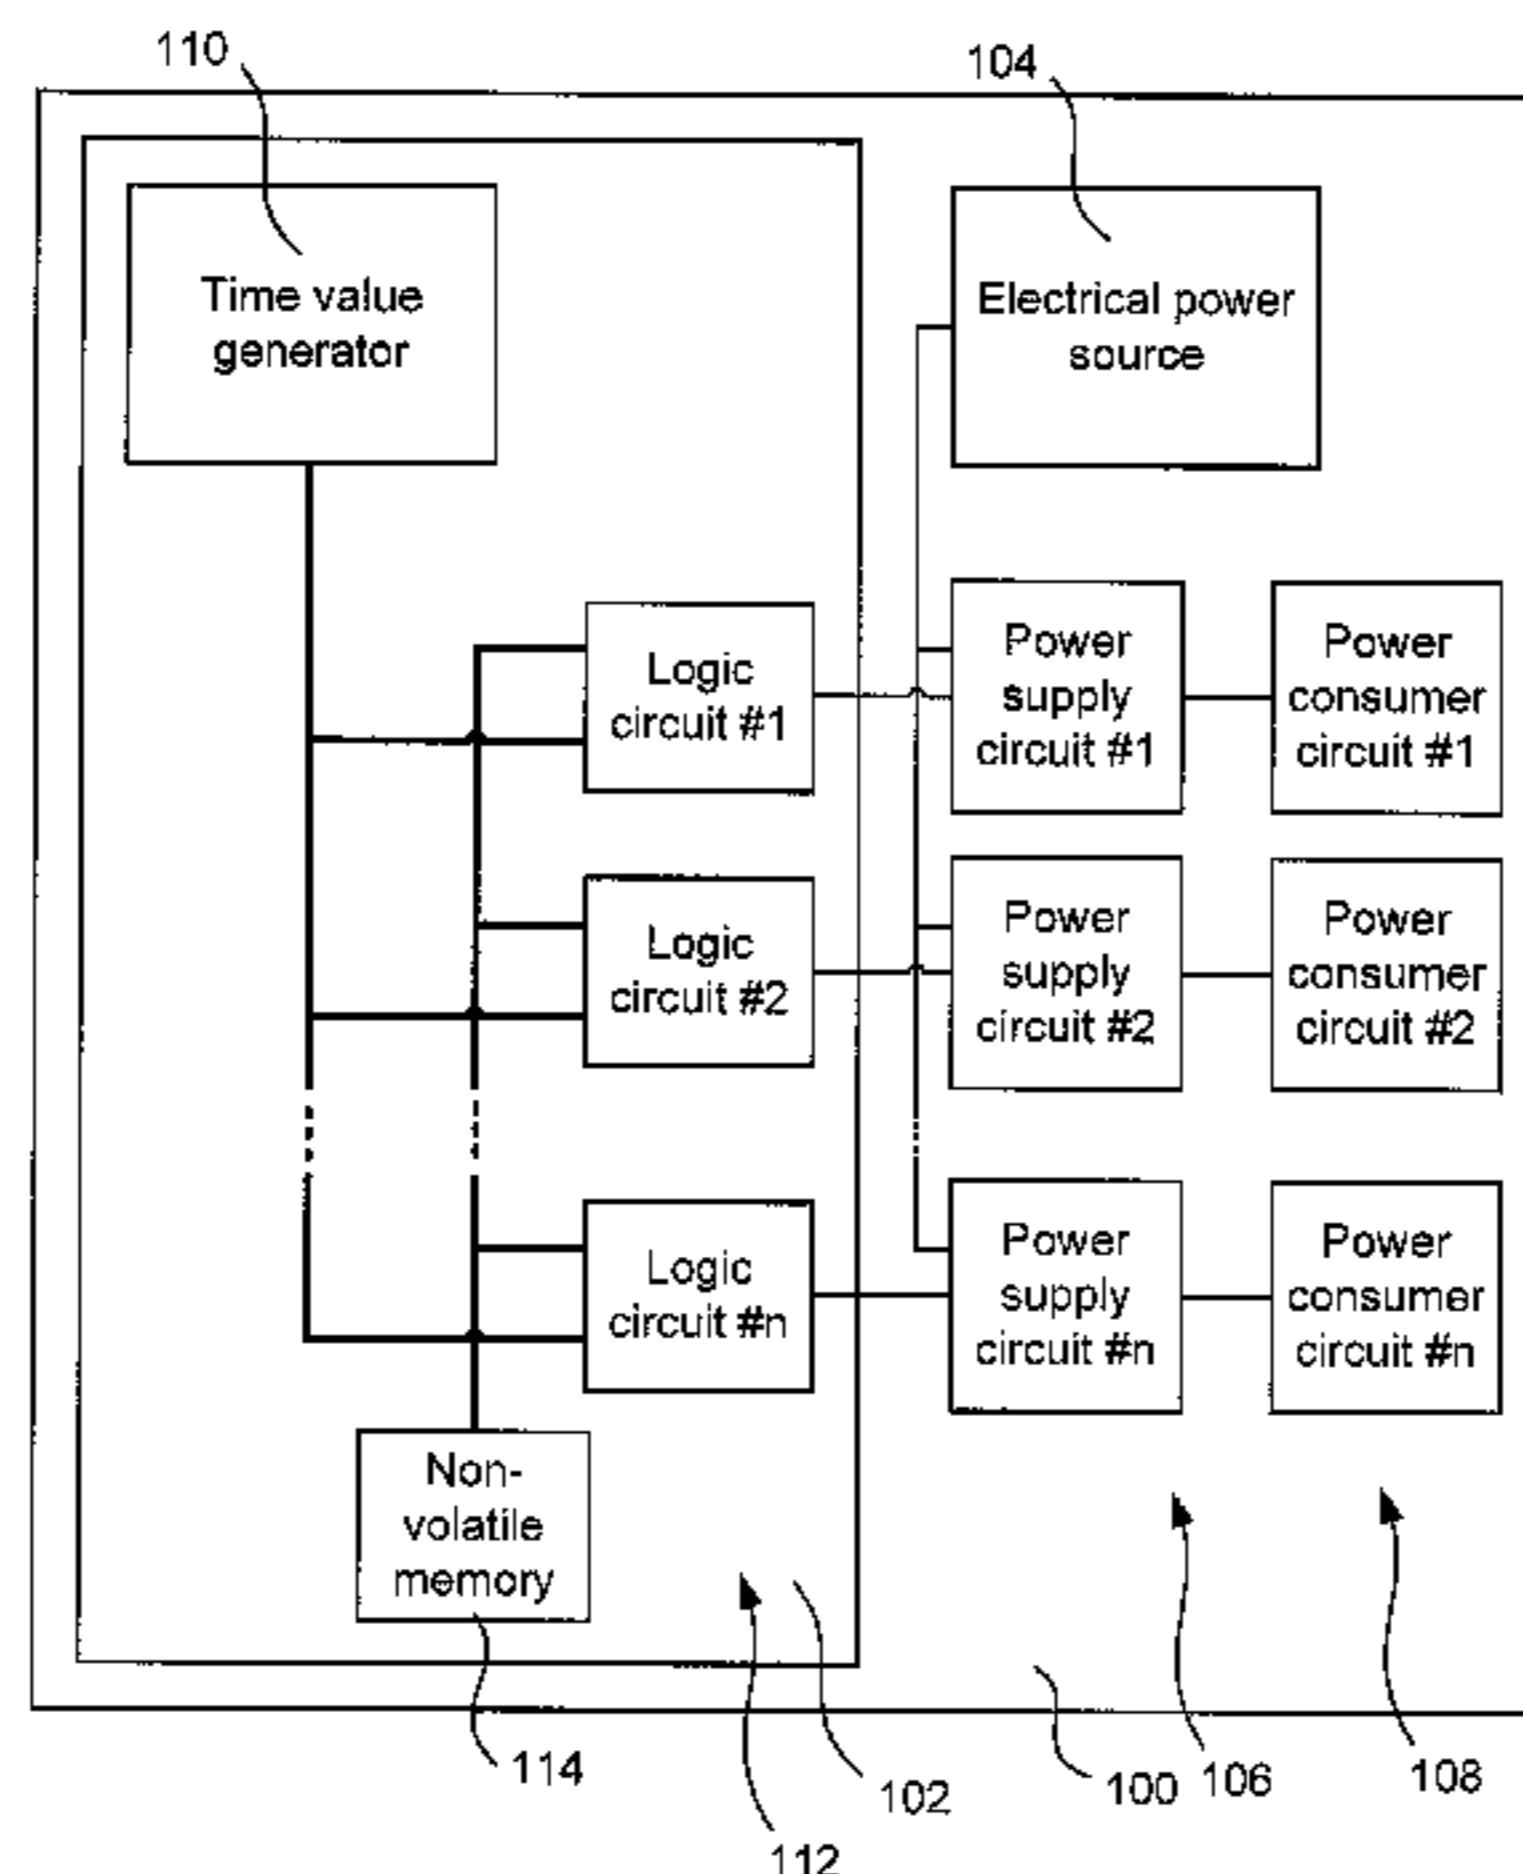 110
104
Time value
generator
Electrical power
source
Logic
circuit #1
Power
supply
circuit #1
Power
consumer
circuit #1
Logic
circuit #2
Power
supply
circuit #2
Power
consumer
circuit #2
Logic
circuit #n
Power
supply
circuit #n
Power
consumer
circuit #n
Non-
volatile
memory
114
102
100
106
108
112